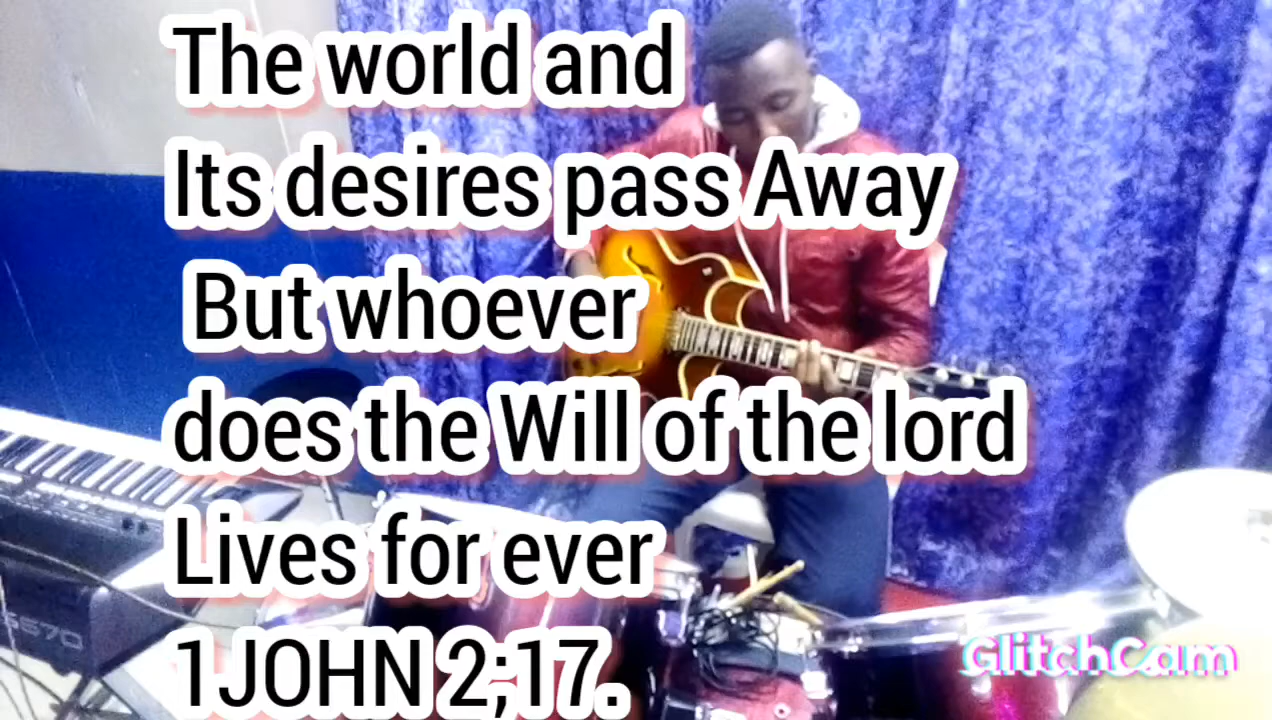 The world and
Its desires pass Away
But whoever
does the Will of the lord
Lives for ever
1JOHN 2;17.
GlitchCam